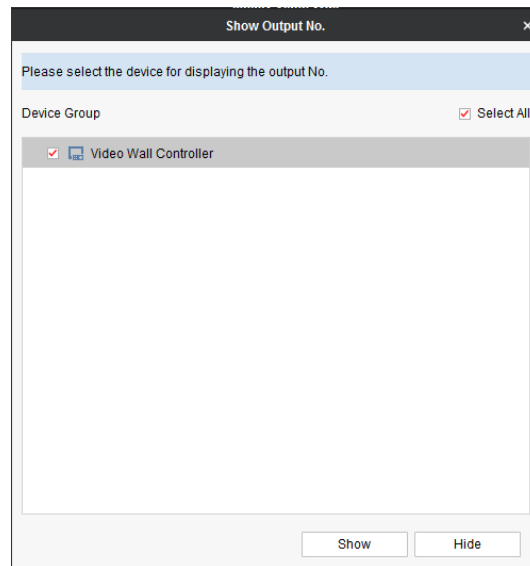 Show Output No.
Please select the device for displaying the output No.
Device Group
Select All
Video Wall Controller
Show
Hide